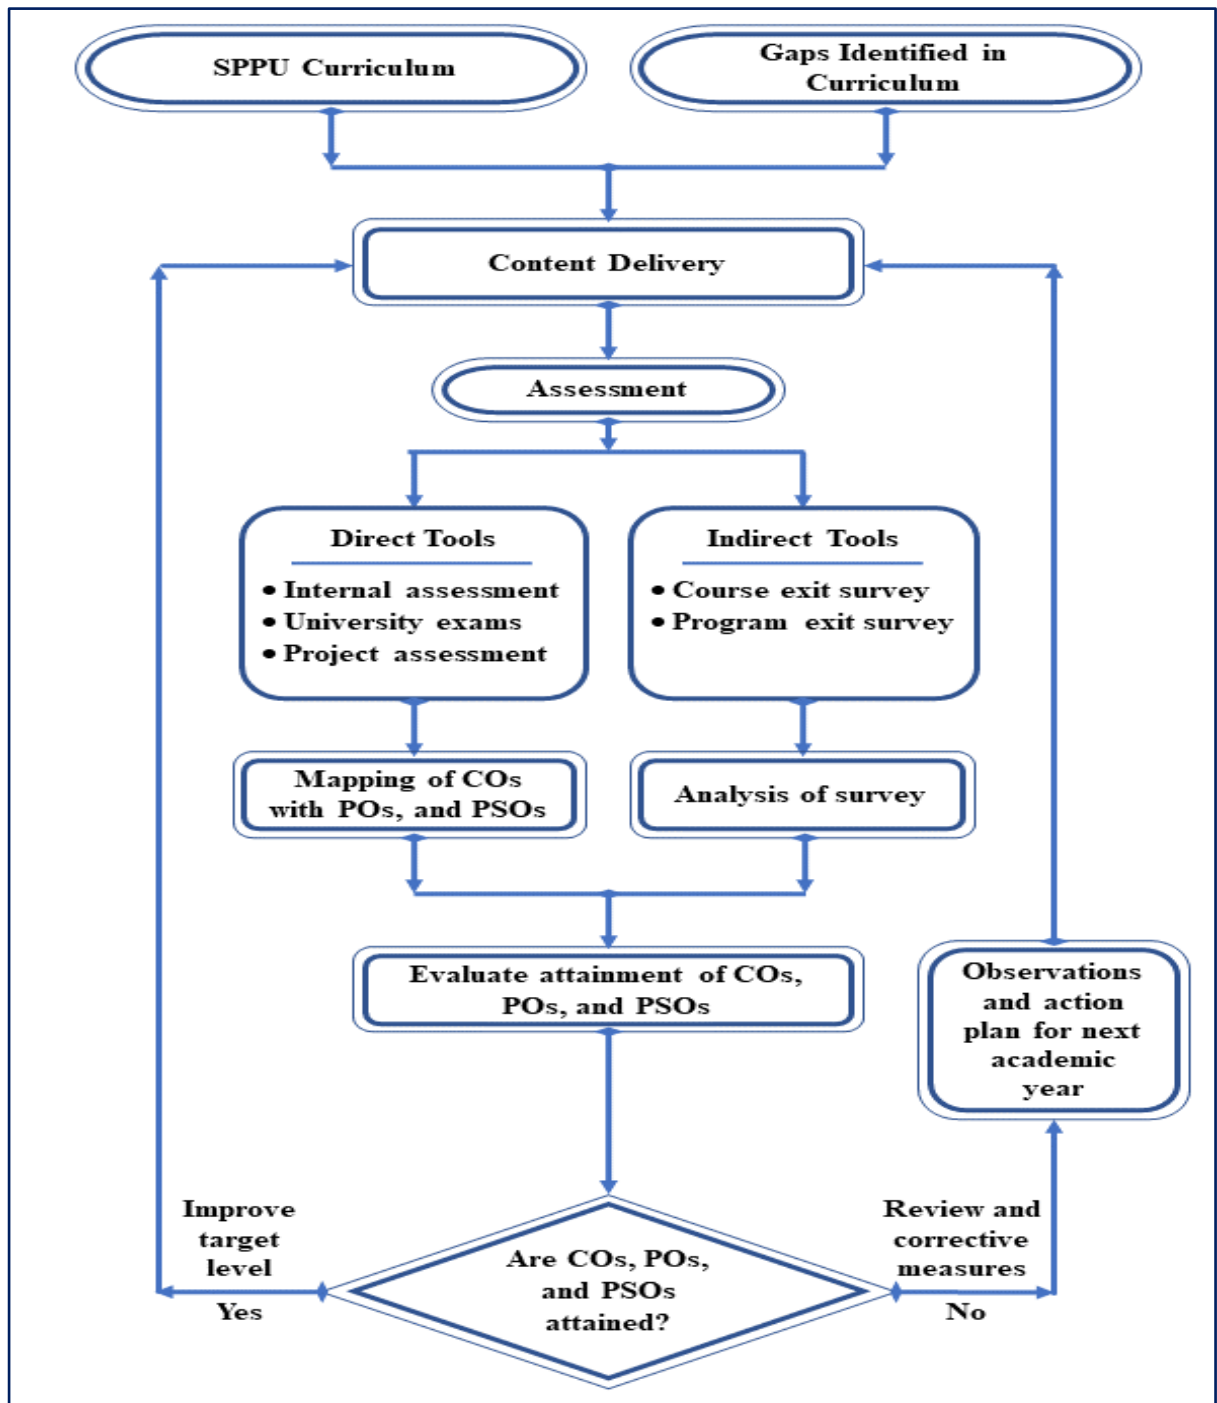 SPPU Curriculum
Gaps Identified in
Curriculum
Content Delivery
Assessment
Direct Tools
• Internal assessment
• University exams
• Project assessment
Indirect Tools
• Course exit survey
• Program exit survey
Mapping of COs
with POs, and PSOs
Analysis of survey
Evaluate attainment of COs,
POs, and PSOs
Observations
and action
plan for next
academic
year
Improve
target
level
Yes
Are COs, POs,
and PSOs
attained?
Review and
corrective
measures
No